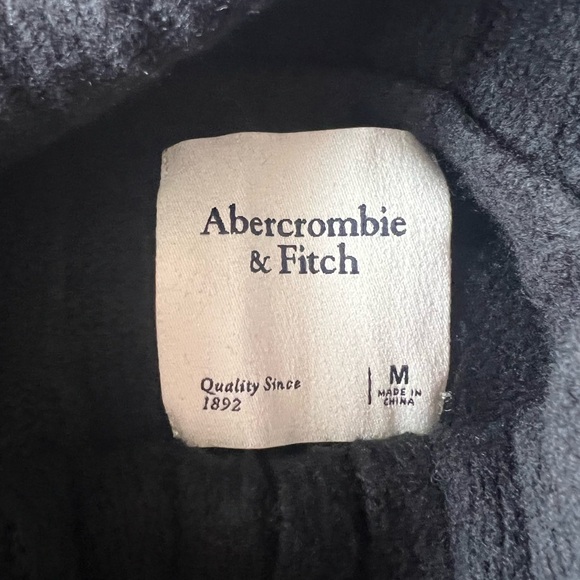 Abercrombie
& Fitch
Quality Since
1892
M
MADE IN
CHINA